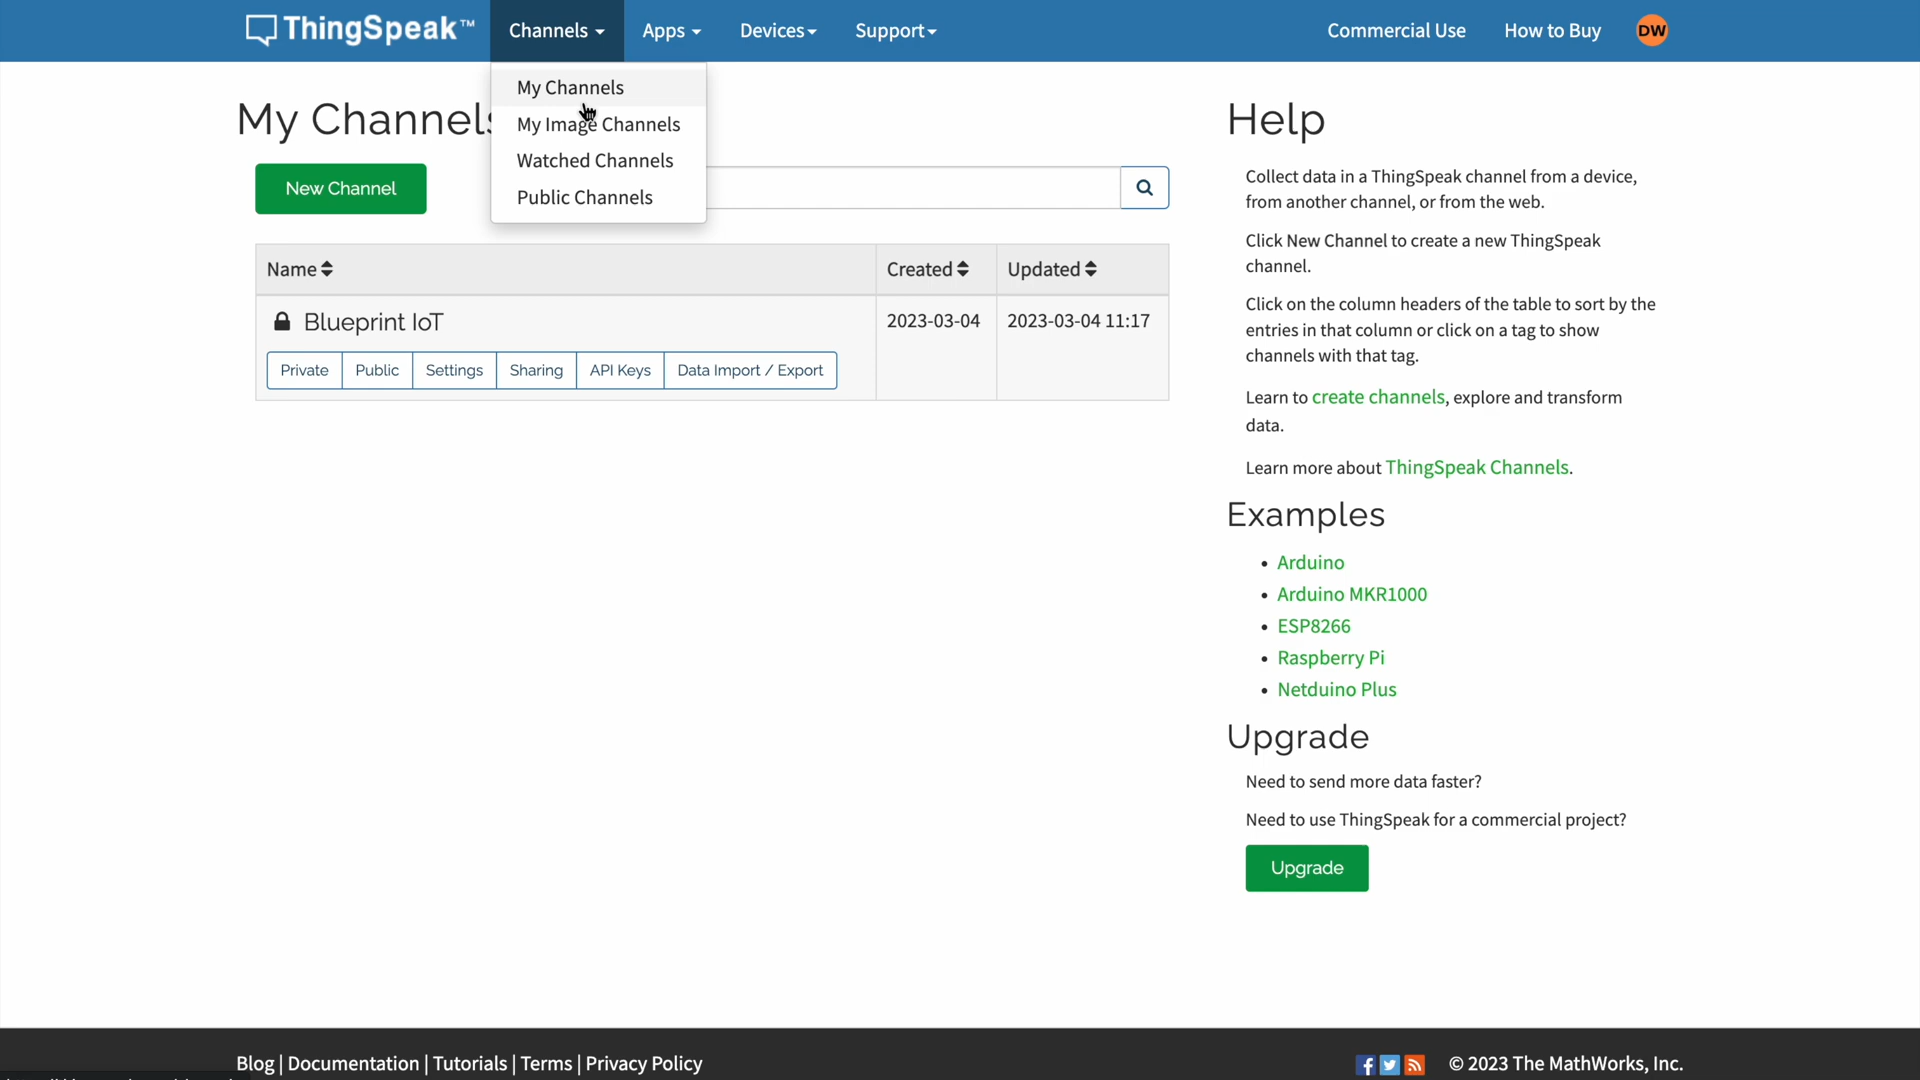 ThingSpeak™
Channels
Apps
Devices
Support
Commercial Use
How to Buy
DW
My Channels
My Image Channels
Watched Channels
Public Channels
My Channels
New Channel
Name
Created
Updated
Blueprint IoT
2023-03-04
2023-03-04 11:17
Private
Public
Settings
Sharing
API Keys
Data Import / Export
Help
Collect data in a ThingSpeak channel from a device,
from another channel, or from the web.
Click New Channel to create a new ThingSpeak
channel.
Click on the column headers of the table to sort by the
entries in that column or click on a tag to show
channels with that tag.
Learn to create channels, explore and transform
data.
Learn more about ThingSpeak Channels.
Examples
• Arduino
• Arduino MKR1000
• ESP8266
• Raspberry Pi
• Netduino Plus
Upgrade
Need to send more data faster?
Need to use ThingSpeak for a commercial project?
Upgrade
Blog | Documentation | Tutorials | Terms | Privacy Policy
© 2023 The MathWorks, Inc.